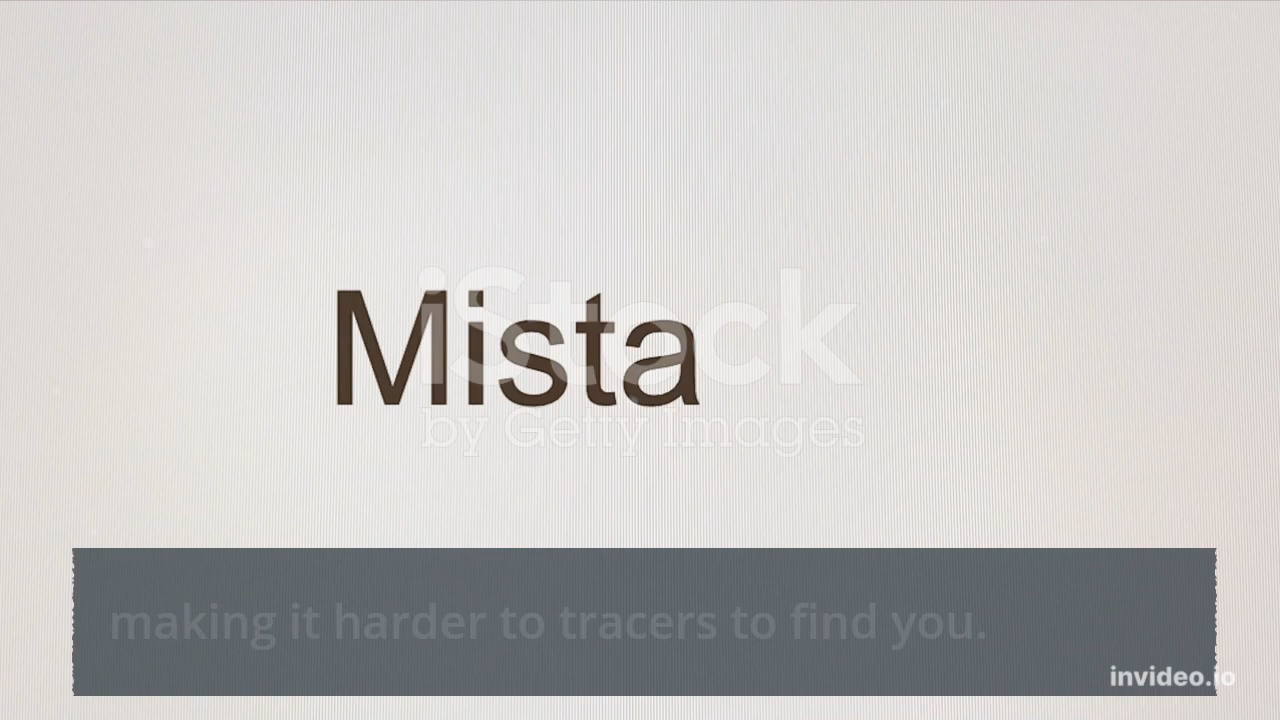 iStock
Mista
by Getty Images
making it harder to tracers to find you.
invideo.io